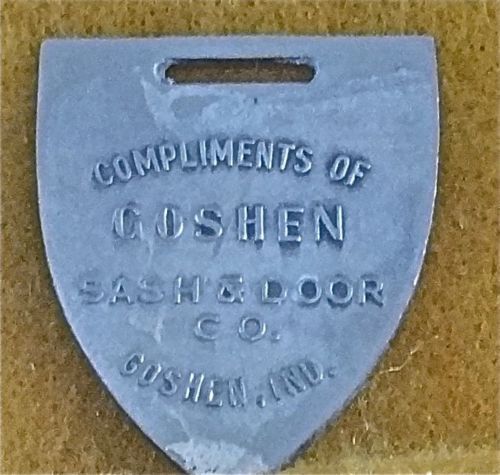 COMPLIMENTS OF
GOSHEN
SASH & DOOR
CO.
GOSHEN, IND.